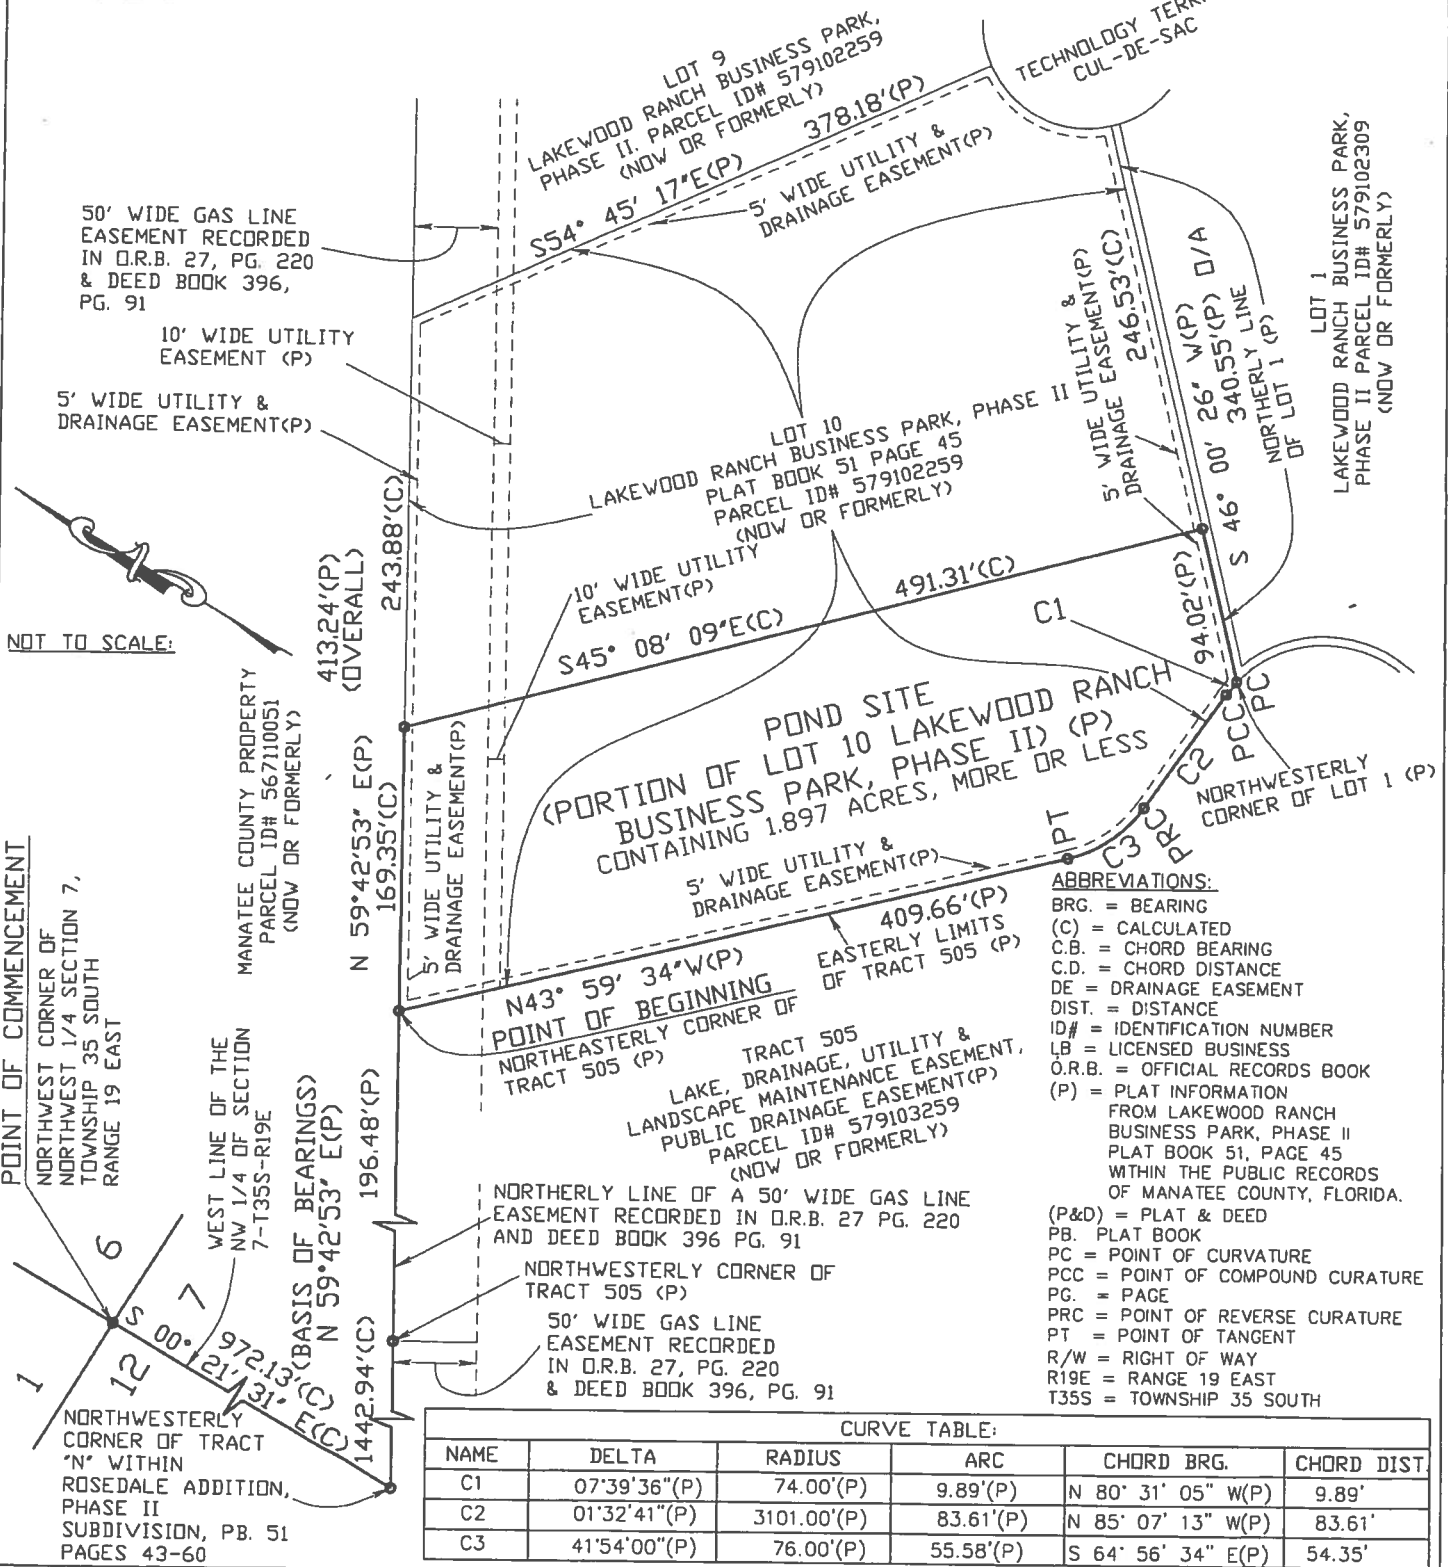 LOT 9
LAKEWOOD RANCH BUSINESS PARK,
PHASE II. PARCEL ID# 579102259
(NOW OR FORMERLY)
TECHNOLOGY
CUL-DE-SAC
S54° 45' 17"E(P)
378.18'(P)
5' WIDE UTILITY &
DRAINAGE EASEMENT(P)
50' WIDE GAS LINE
EASEMENT RECORDED
IN O.R.B. 27, PG. 220
& DEED BOOK 396,
PG. 91
10' WIDE UTILITY
EASEMENT (P)
5' WIDE UTILITY &
DRAINAGE EASEMENT(P)
LOT 1
LAKEWOOD RANCH BUSINESS PARK,
PHASE II PARCEL ID# 579102309
(NOW OR FORMERLY)
5' WIDE UTILITY &
DRAINAGE EASEMENT(P)
246.53'(C)
S 46° 00' 26" W(P)
340.55'(P) O/A
NORTHERLY LINE
OF LOT 1 (P)
LOT 10
LAKEWOOD RANCH BUSINESS PARK, PHASE II
PLAT BOOK 51 PAGE 45
PARCEL ID# 579102259
(NOW OR FORMERLY)
413.24'(P)
(OVERALL)
243.88'(C)
10' WIDE UTILITY
EASEMENT(P)
S45° 08' 09"E(C)
491.31'(C)
94.02'(P)
C1
NOT TO SCALE:
MANATEE COUNTY PROPERTY
PARCEL ID# 567110051
(NOW OR FORMERLY)
N 59°42'53" E(P)
169.35'(C)
5' WIDE UTILITY &
DRAINAGE EASEMENT(P)
POND SITE
(PORTION OF LOT 10 LAKEWOOD RANCH
BUSINESS PARK, PHASE II) (P)
CONTAINING 1.897 ACRES, MORE OR LESS
PC
PCC
C2
PRC
C3
PT
NORTHWESTERLY
CORNER OF LOT 1 (P)
5' WIDE UTILITY &
DRAINAGE EASEMENT(P)
N43° 59' 34"W(P)
409.66'(P)
EASTERLY LIMITS
OF TRACT 505 (P)
POINT OF BEGINNING
NORTHEASTERLY CORNER OF
TRACT 505 (P)
TRACT 505
LAKE, DRAINAGE, UTILITY &
LANDSCAPE MAINTENANCE EASEMENT,
PUBLIC DRAINAGE EASEMENT(P)
PARCEL ID# 579103259
(NOW OR FORMERLY)
POINT OF COMMENCEMENT
NORTHWEST CORNER OF
NORTHWEST 1/4 SECTION 7,
TOWNSHIP 35 SOUTH
RANGE 19 EAST
WEST LINE OF THE
NW 1/4 OF SECTION
7-T35S-R19E
(BASIS OF BEARINGS)
N 59°42'53" E(P)
196.48'(P)
1442.94'(C)
NORTHERLY LINE OF A 50' WIDE GAS LINE
EASEMENT RECORDED IN O.R.B. 27 PG. 220
AND DEED BOOK 396 PG. 91
NORTHWESTERLY CORNER OF
TRACT 505 (P)
50' WIDE GAS LINE
EASEMENT RECORDED
IN O.R.B. 27, PG. 220
& DEED BOOK 396, PG. 91
6
7
1
12
S 00° 21' 31" E(C)
972.13'(C)
NORTHWESTERLY
CORNER OF TRACT
"N" WITHIN
ROSEDALE ADDITION,
PHASE II
SUBDIVISION, PB. 51
PAGES 43-60
ABBREVIATIONS:
BRG. = BEARING
(C) = CALCULATED
C.B. = CHORD BEARING
C.D. = CHORD DISTANCE
DE = DRAINAGE EASEMENT
DIST. = DISTANCE
ID# = IDENTIFICATION NUMBER
LB = LICENSED BUSINESS
O.R.B. = OFFICIAL RECORDS BOOK
(P) = PLAT INFORMATION
FROM LAKEWOOD RANCH
BUSINESS PARK, PHASE II
PLAT BOOK 51, PAGE 45
WITHIN THE PUBLIC RECORDS
OF MANATEE COUNTY, FLORIDA.
(P&D) = PLAT & DEED
PB. PLAT BOOK
PC = POINT OF CURVATURE
PCC = POINT OF COMPOUND CURATURE
PG. = PAGE
PRC = POINT OF REVERSE CURATURE
PT = POINT OF TANGENT
R/W = RIGHT OF WAY
R19E = RANGE 19 EAST
T35S = TOWNSHIP 35 SOUTH
CURVE TABLE:
NAME DELTA RADIUS ARC CHORD BRG. CHORD DIST.
C1 07°39'36"(P) 74.00'(P) 9.89'(P) N 80° 31' 05" W(P) 9.89'
C2 01°32'41"(P) 3101.00'(P) 83.61'(P) N 85° 07' 13" W(P) 83.61'
C3 41°54'00"(P) 76.00'(P) 55.58'(P) S 64° 56' 34" E(P) 54.35'